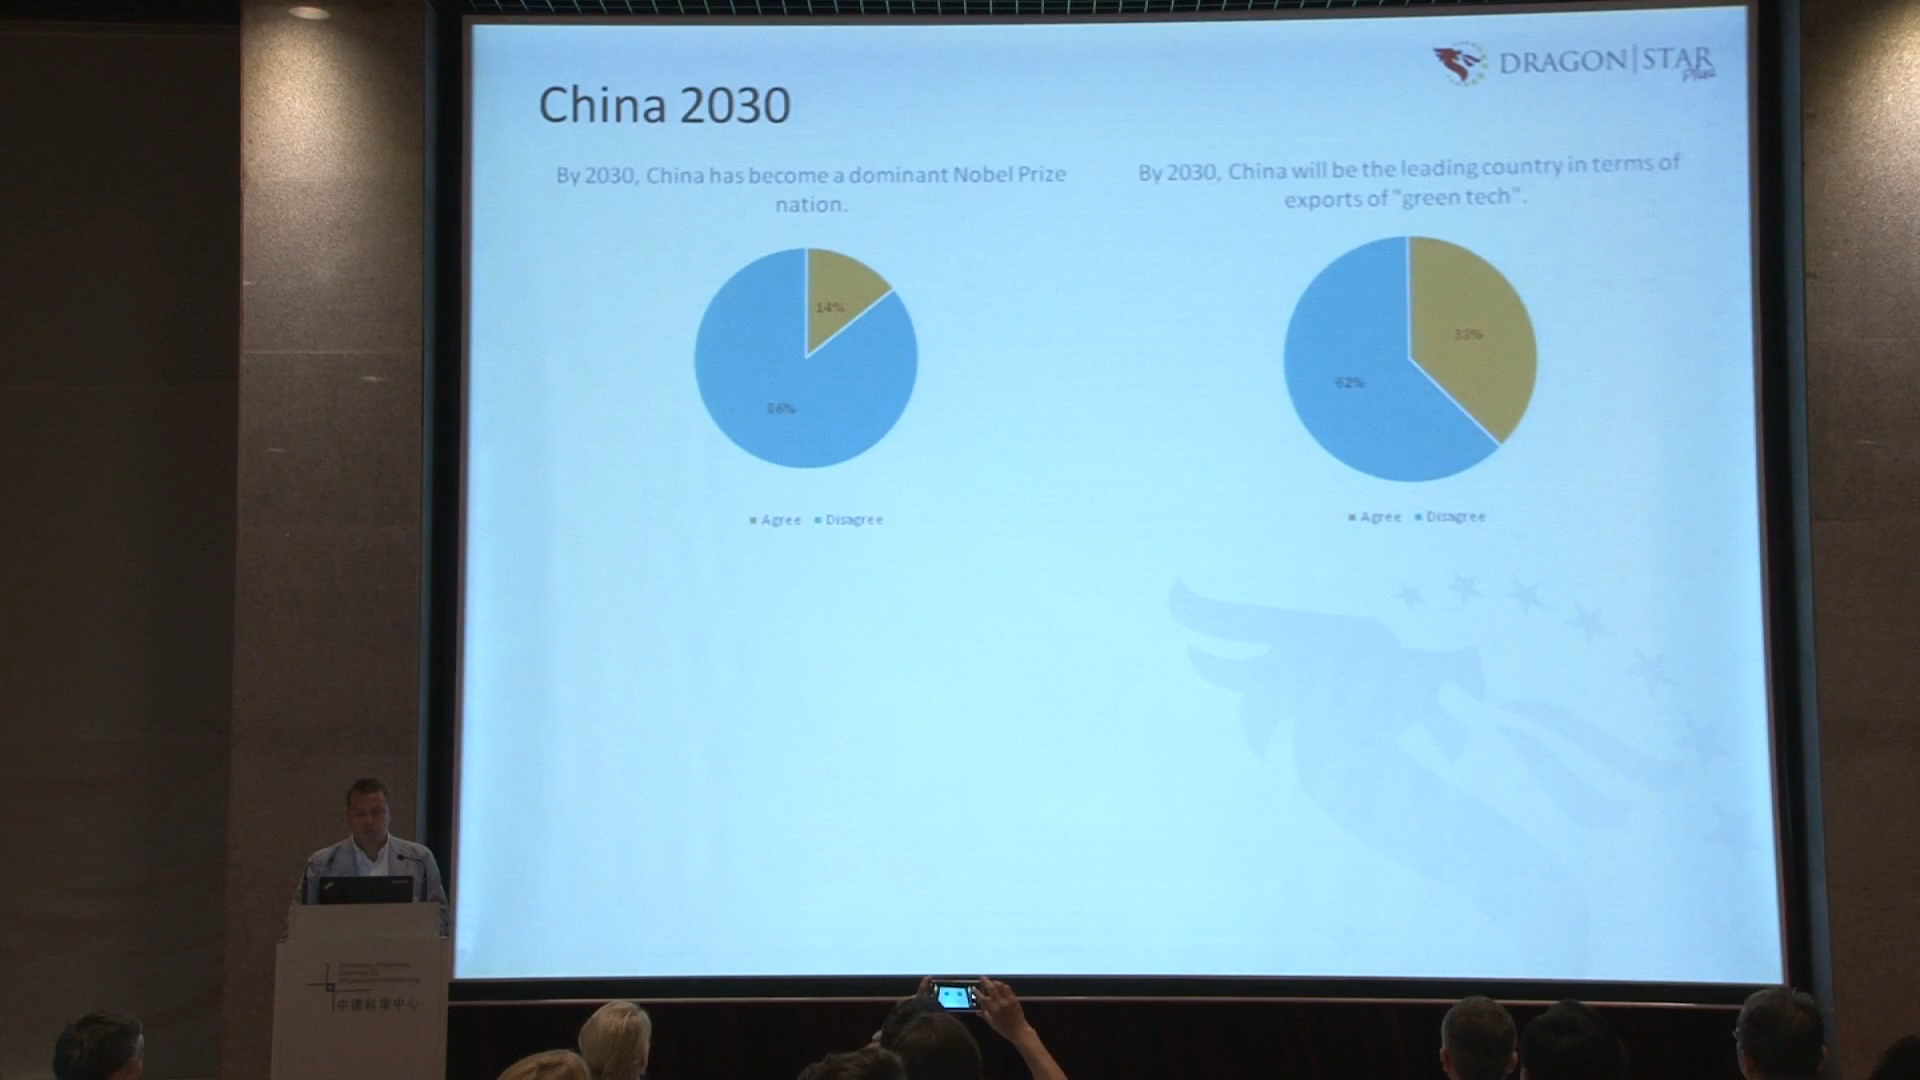 DRAGON|STAR
Plus
China 2030
By 2030, China has become a dominant Nobel Prize
nation.
14%
86%
Agree Disagree
By 2030, China will be the leading country in terms of
exports of "green tech".
38%
62%
Agree Disagree
中德科学中心